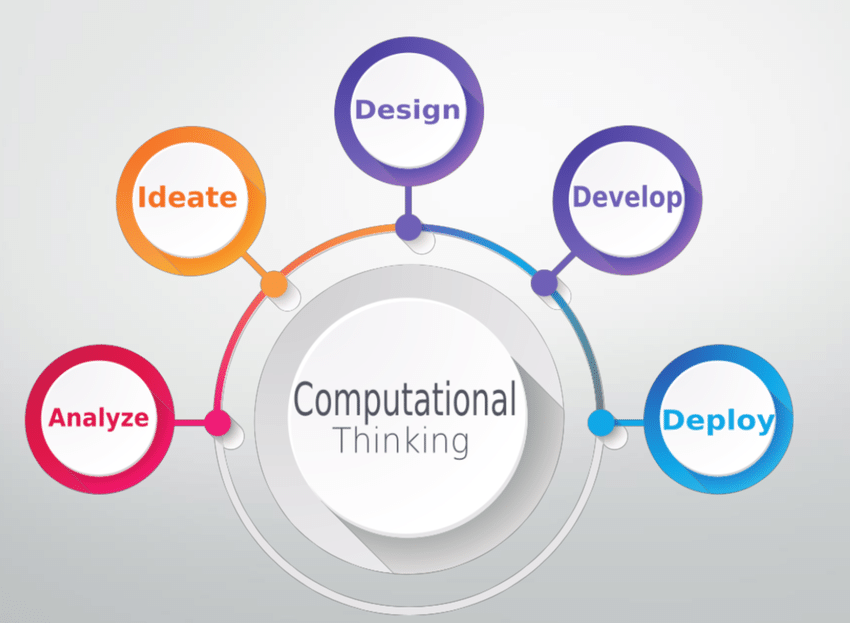 Design
Ideate
Develop
Computational
Thinking
Analyze
Deploy